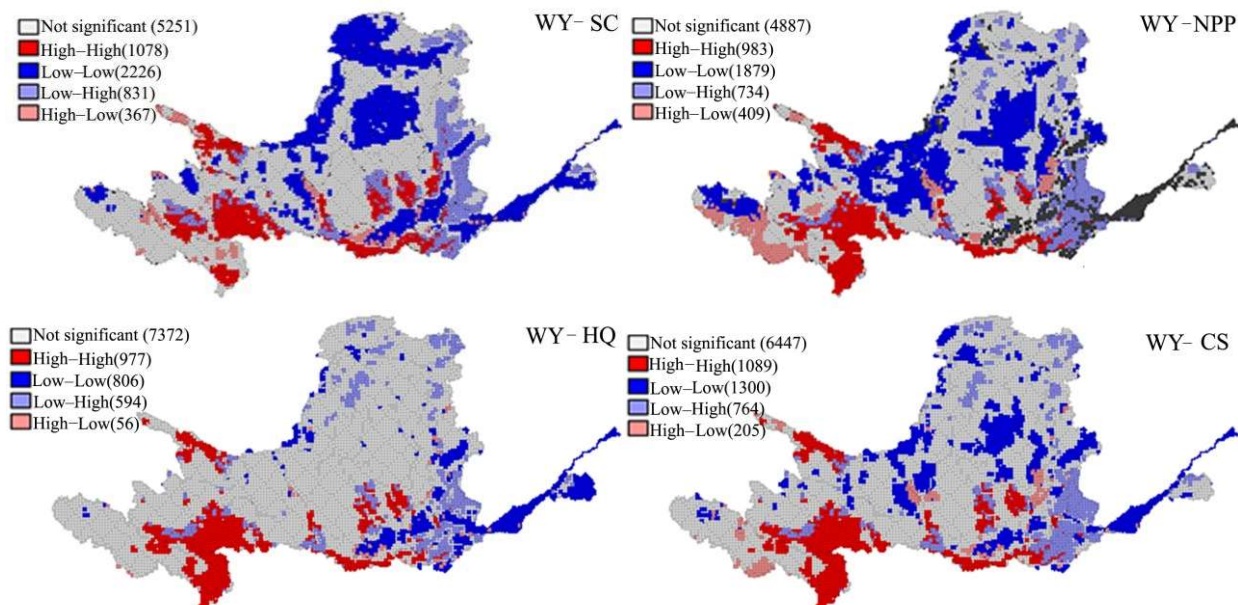 Not significant (5251)
High–High(1078)
Low–Low(2226)
Low–High(831)
High–Low(367)
WY– SC
Not significant (4887)
High–High(983)
Low–Low(1879)
Low–High(734)
High–Low(409)
WY–NPP
Not significant (7372)
High–High(977)
Low–Low(806)
Low–High(594)
High–Low(56)
WY– HQ
Not significant (6447)
High–High(1089)
Low–Low(1300)
Low–High(764)
High–Low(205)
WY– CS